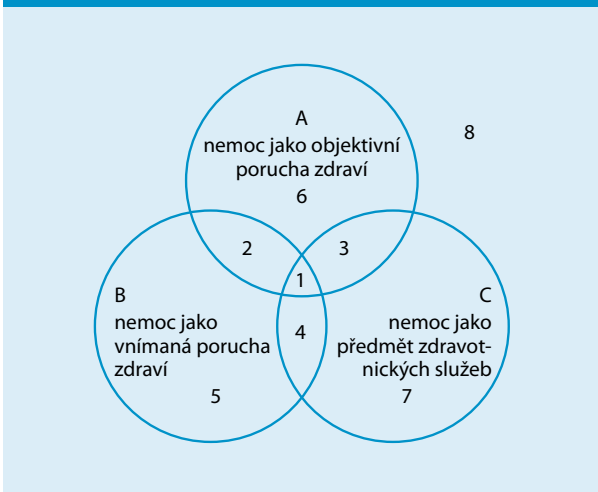 A
nemoc jako objektivní
porucha zdraví
6
8
2
3
1
B
nemoc jako
vnímaná porucha
zdraví
5
4
C
nemoc jako
předmět zdravot-
nických služeb
7